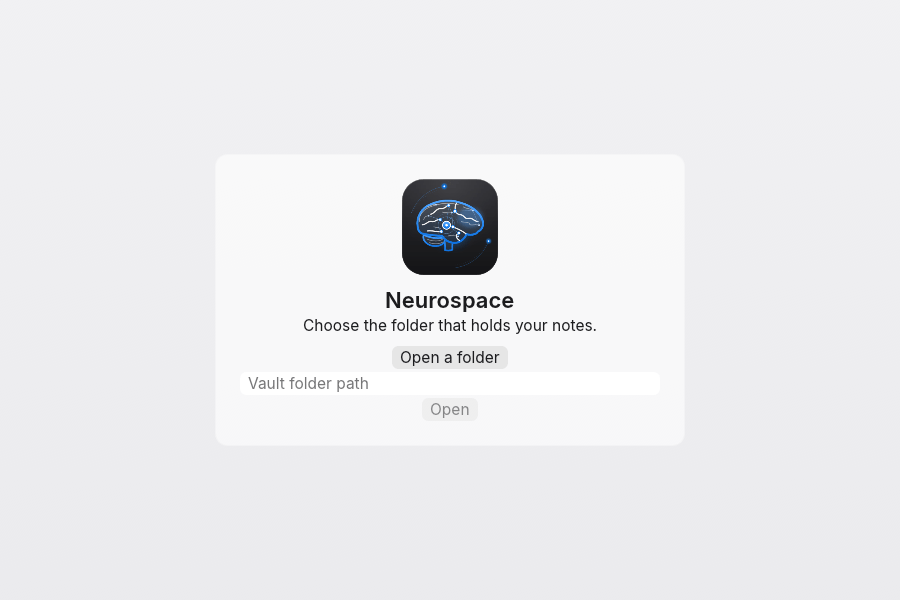 Neurospace
Choose the folder that holds your notes.
Open a folder
Vault folder path
Open